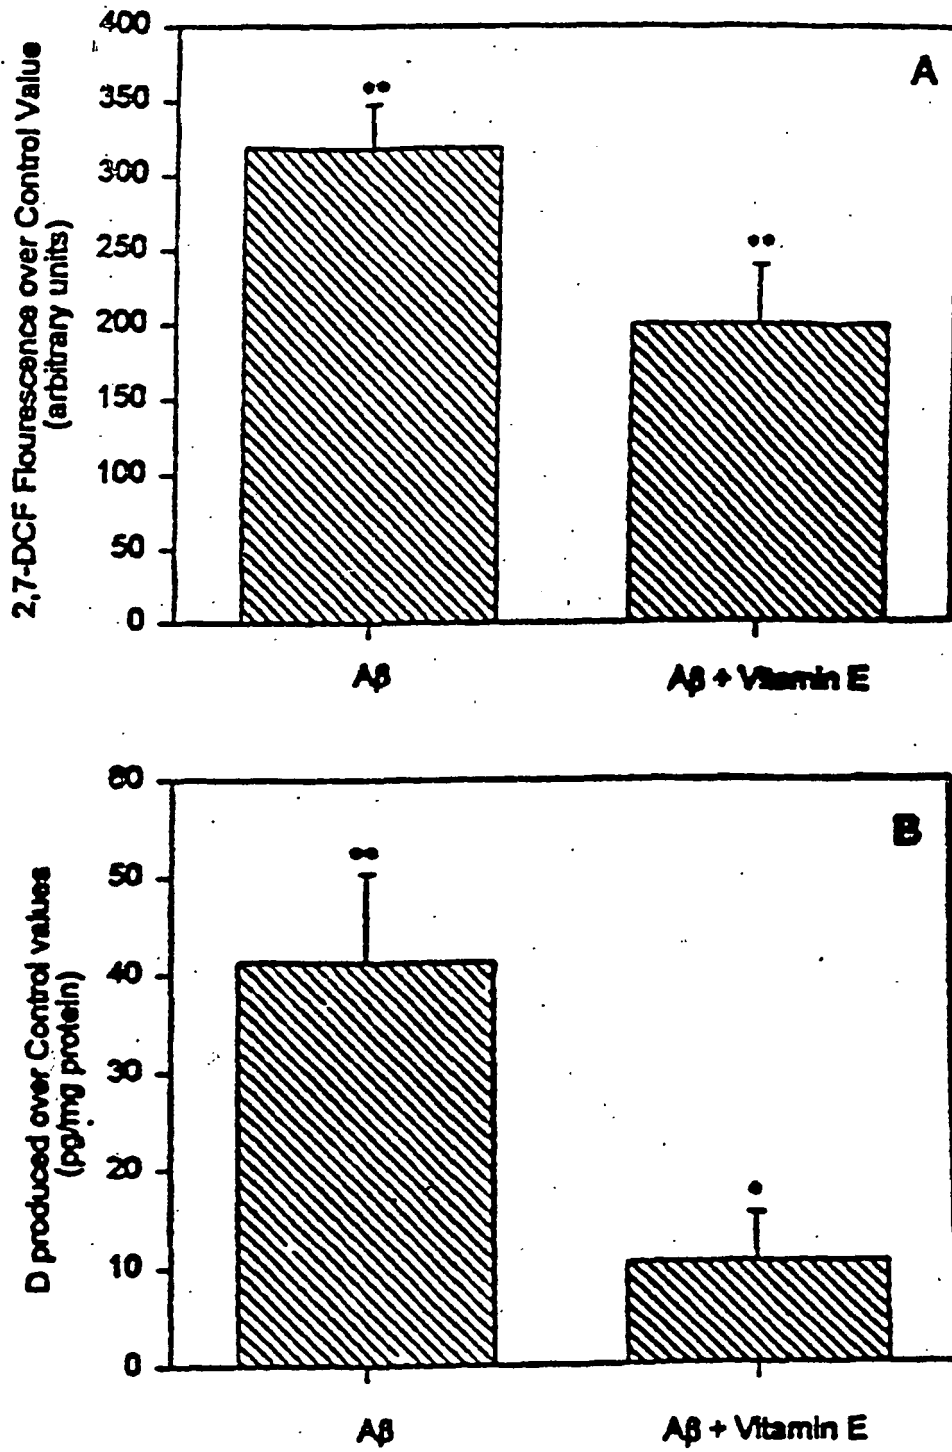 A
2,7-DCF Flourescence over Control Value
(arbitrary units)
400
350
300
250
200
150
100
50
0
**
**
Aβ
Aβ + Vitamin E
B
D produced over Control values
(pg/mg protein)
60
50
40
30
20
10
0
**
*
Aβ
Aβ + Vitamin E